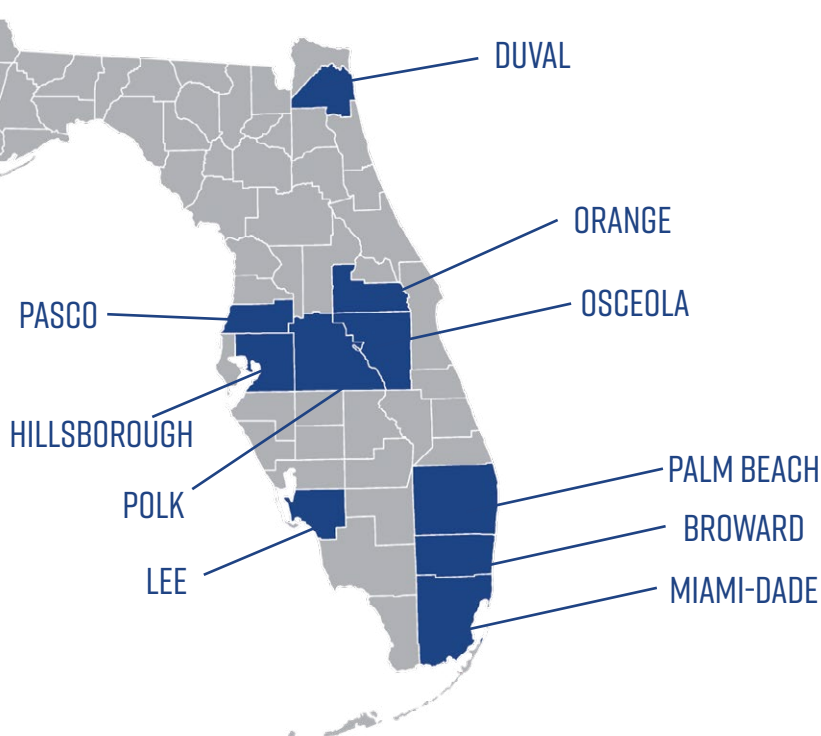 DUVAL
ORANGE
OSCEOLA
PASCO
HILLSBOROUGH
POLK
LEE
PALM BEACH
BROWARD
MIAMI-DADE